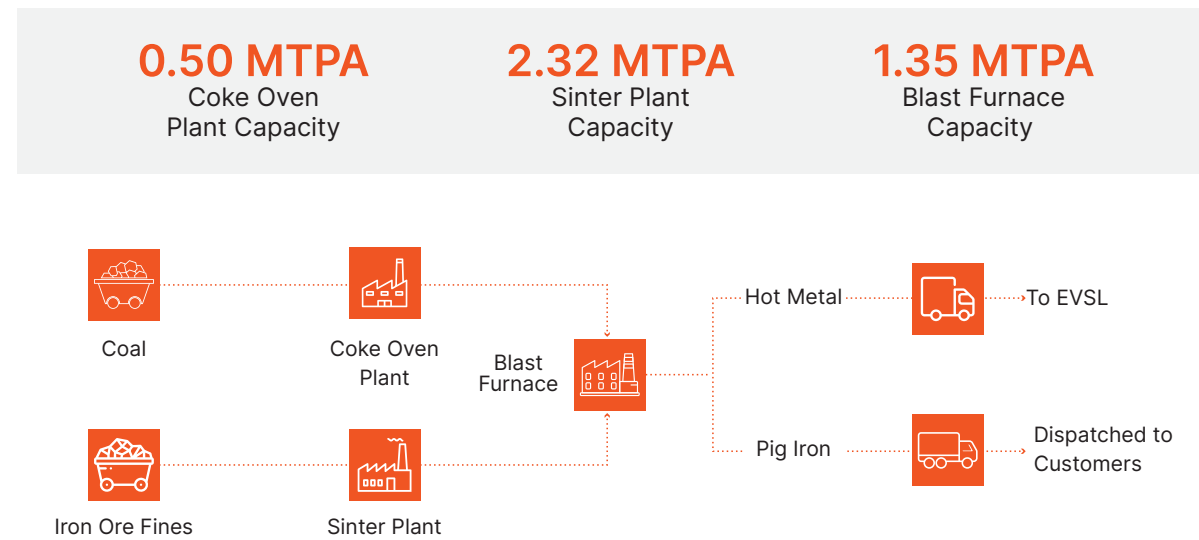 0.50 MTPA
Coke Oven
Plant Capacity
2.32 MTPA
Sinter Plant
Capacity
1.35 MTPA
Blast Furnace
Capacity
Coal
Coke Oven
Plant
Iron Ore Fines
Sinter Plant
Blast
Furnace
Hot Metal
To EVSL
Pig Iron
Dispatched to
Customers